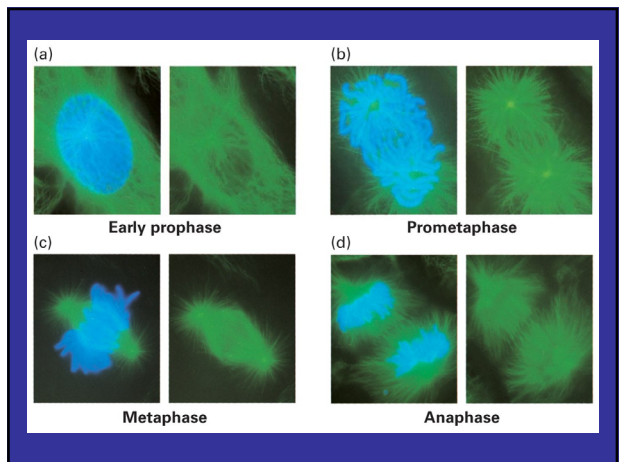 (a)
(b)
Early prophase
Prometaphase
(c)
(d)
Metaphase
Anaphase